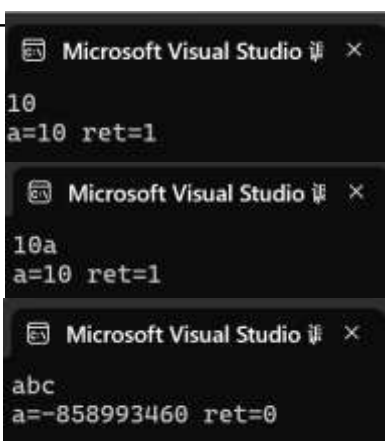 Microsoft Visual Studio
10
a=10 ret=1
Microsoft Visual Studio
10a
a=10 ret=1
Microsoft Visual Studio
abc
a=-858993460 ret=0